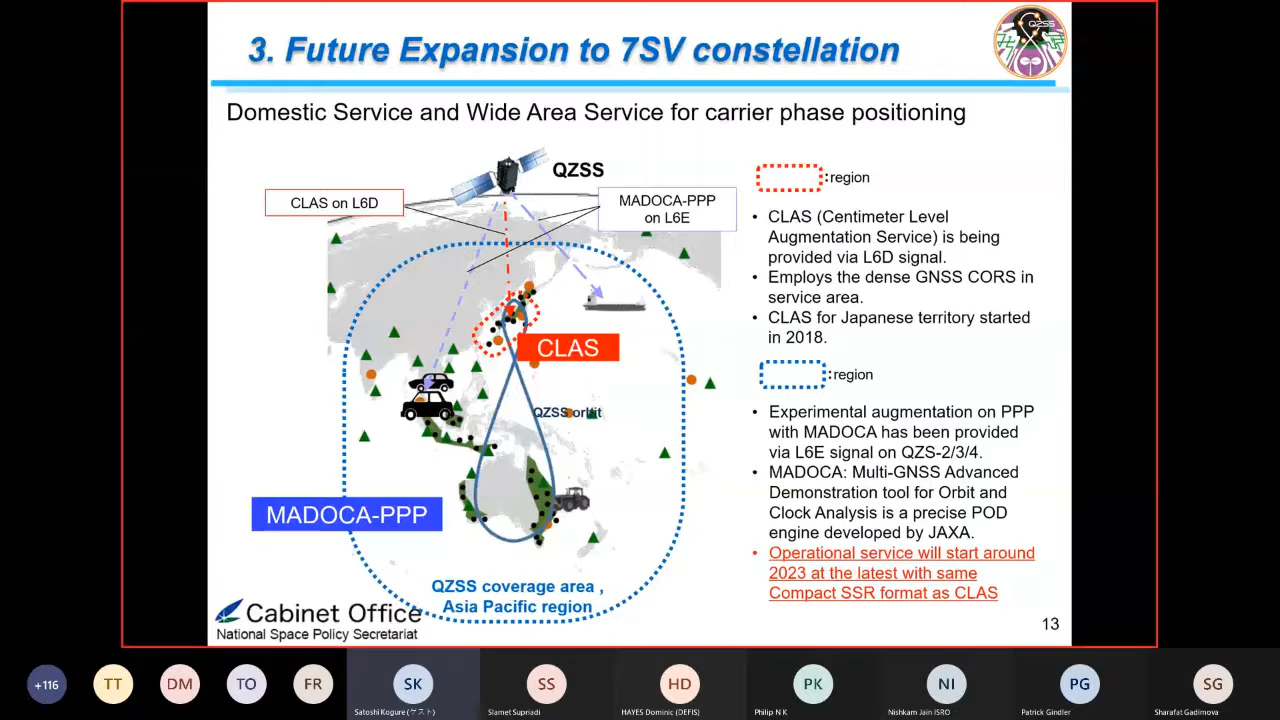 3. Future Expansion to 7SV constellation
QZSS
Domestic Service and Wide Area Service for carrier phase positioning
QZSS
CLAS on L6D
MADOCA-PPP
on L6E
CLAS
QZSS orbit
MADOCA-PPP
QZSS coverage area ,
Asia Pacific region
:region
• CLAS (Centimeter Level
Augmentation Service) is being
provided via L6D signal.
• Employs the dense GNSS CORS in
service area.
• CLAS for Japanese territory started
in 2018.
:region
• Experimental augmentation on PPP
with MADOCA has been provided
via L6E signal on QZS-2/3/4.
• MADOCA: Multi-GNSS Advanced
Demonstration tool for Orbit and
Clock Analysis is a precise POD
engine developed by JAXA.
• Operational service will start around
2023 at the latest with same
Compact SSR format as CLAS
Cabinet Office
National Space Policy Secretariat
13
+116
TT
DM
TO
FR
SK
SS
HD
PK
NI
PG
SG
Satoshi Kogure (ゲスト)
Slamet Supriadi
HAYES Dominic (DEFIS)
Philip N K
Nishkam Jain ISRO
Patrick Gindler
Sharafat Gadimova